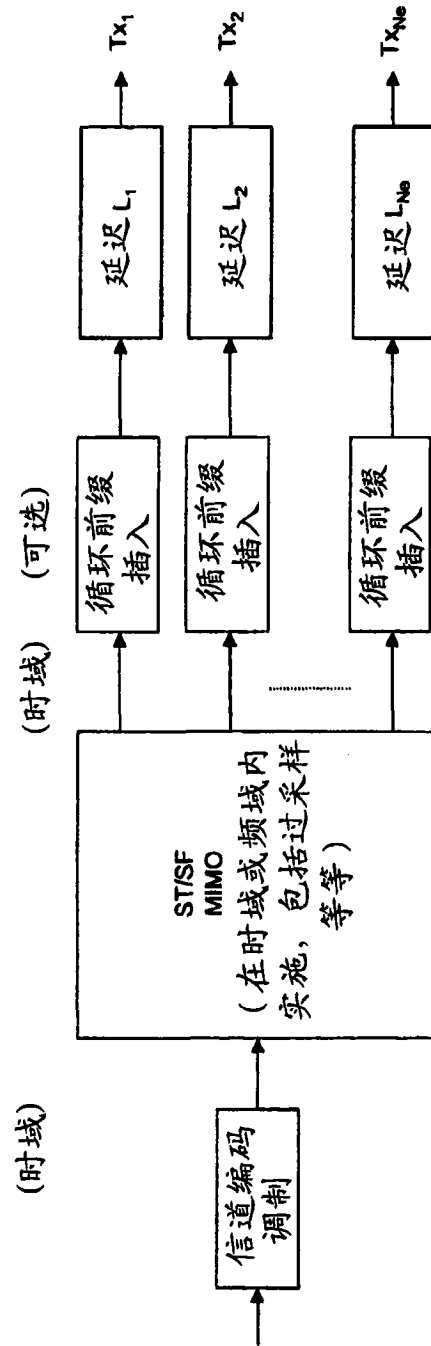 (时域)
(时域)
(可选)
信道编码
调制
ST/SF
MIMO
(在时域或频域内
实施, 包括过采样
等等)
循环前缀
插入
延迟 L₁
Tx₁
循环前缀
插入
延迟 L₂
Tx₂
循环前缀
插入
延迟 L_Ne
Tx_Ne